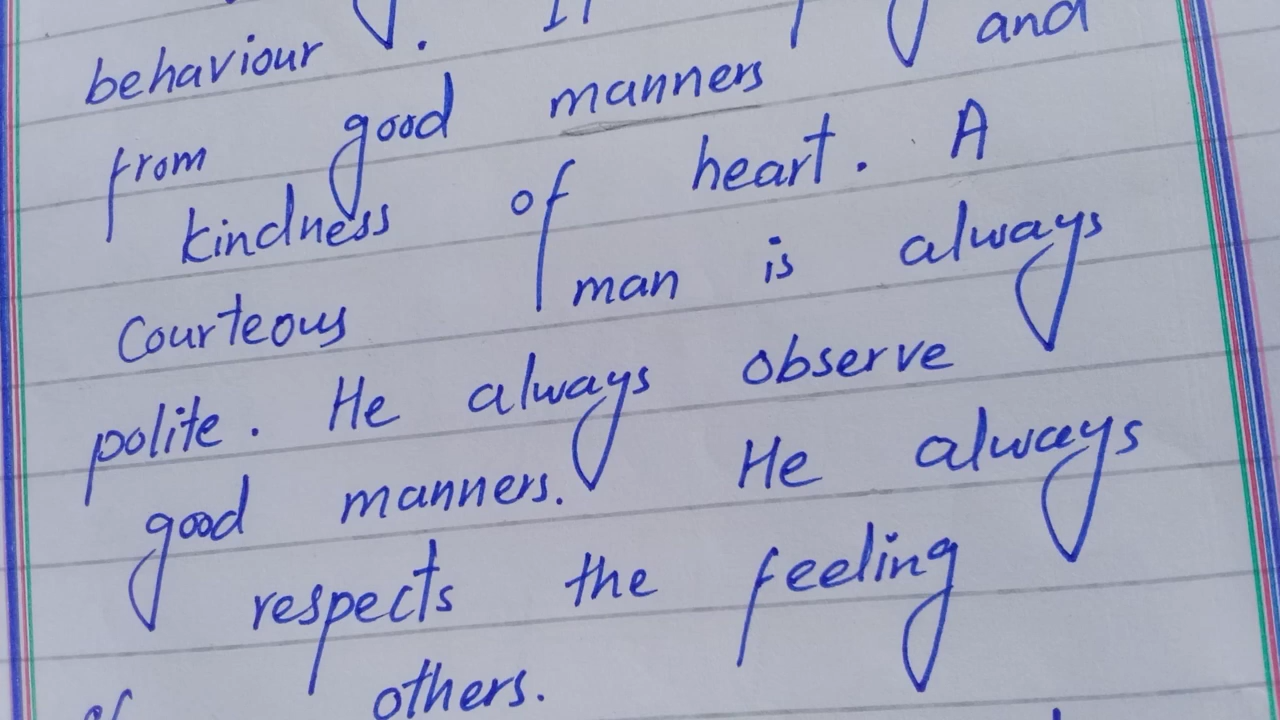 behaviour. It
from good manners and
kindness of heart. A
Courteous man is always
polite. He always observe
good manners. He always
respects the feeling
of others.